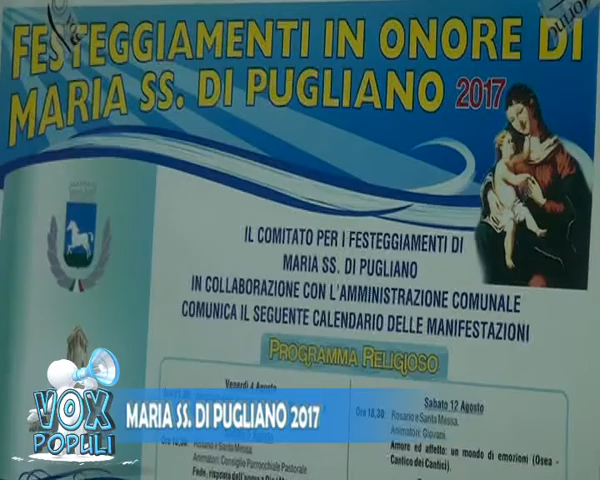 FESTEGGIAMENTI IN ONORE DI
MARIA SS. DI PUGLIANO 2017
IL COMITATO PER I FESTEGGIAMENTI DI
MARIA SS. DI PUGLIANO
IN COLLABORAZIONE CON L'AMMINISTRAZIONE COMUNALE
COMUNICA IL SEGUENTE CALENDARIO DELLE MANIFESTAZIONI
PROGRAMMA RELIGIOSO
Venerdì 4 Agosto
Rosario e Santa Messa.
Animatori: Consiglio Parrocchiale Pastorale
Sabato 12 Agosto
Ore 18,30: Rosario e Santa Messa.
Animatori: Giovani.
Amore ed affetto: un mondo di emozioni (Osea -
Cantico dei Cantici).
VOX
POPULI
MARIA SS. DI PUGLIANO 2017